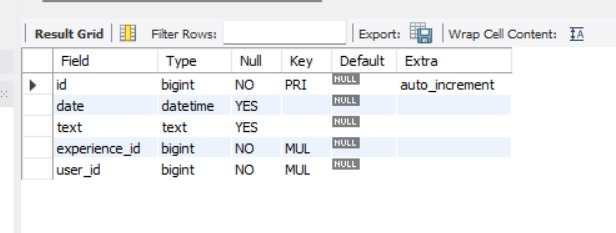 Result Grid Filter Rows: Export: Wrap Cell Content: IA
Field Type Null Key Default Extra
id bigint NO PRI NULL auto_increment
date datetime YES NULL
text text YES NULL
experience_id bigint NO MUL NULL
user_id bigint NO MUL NULL